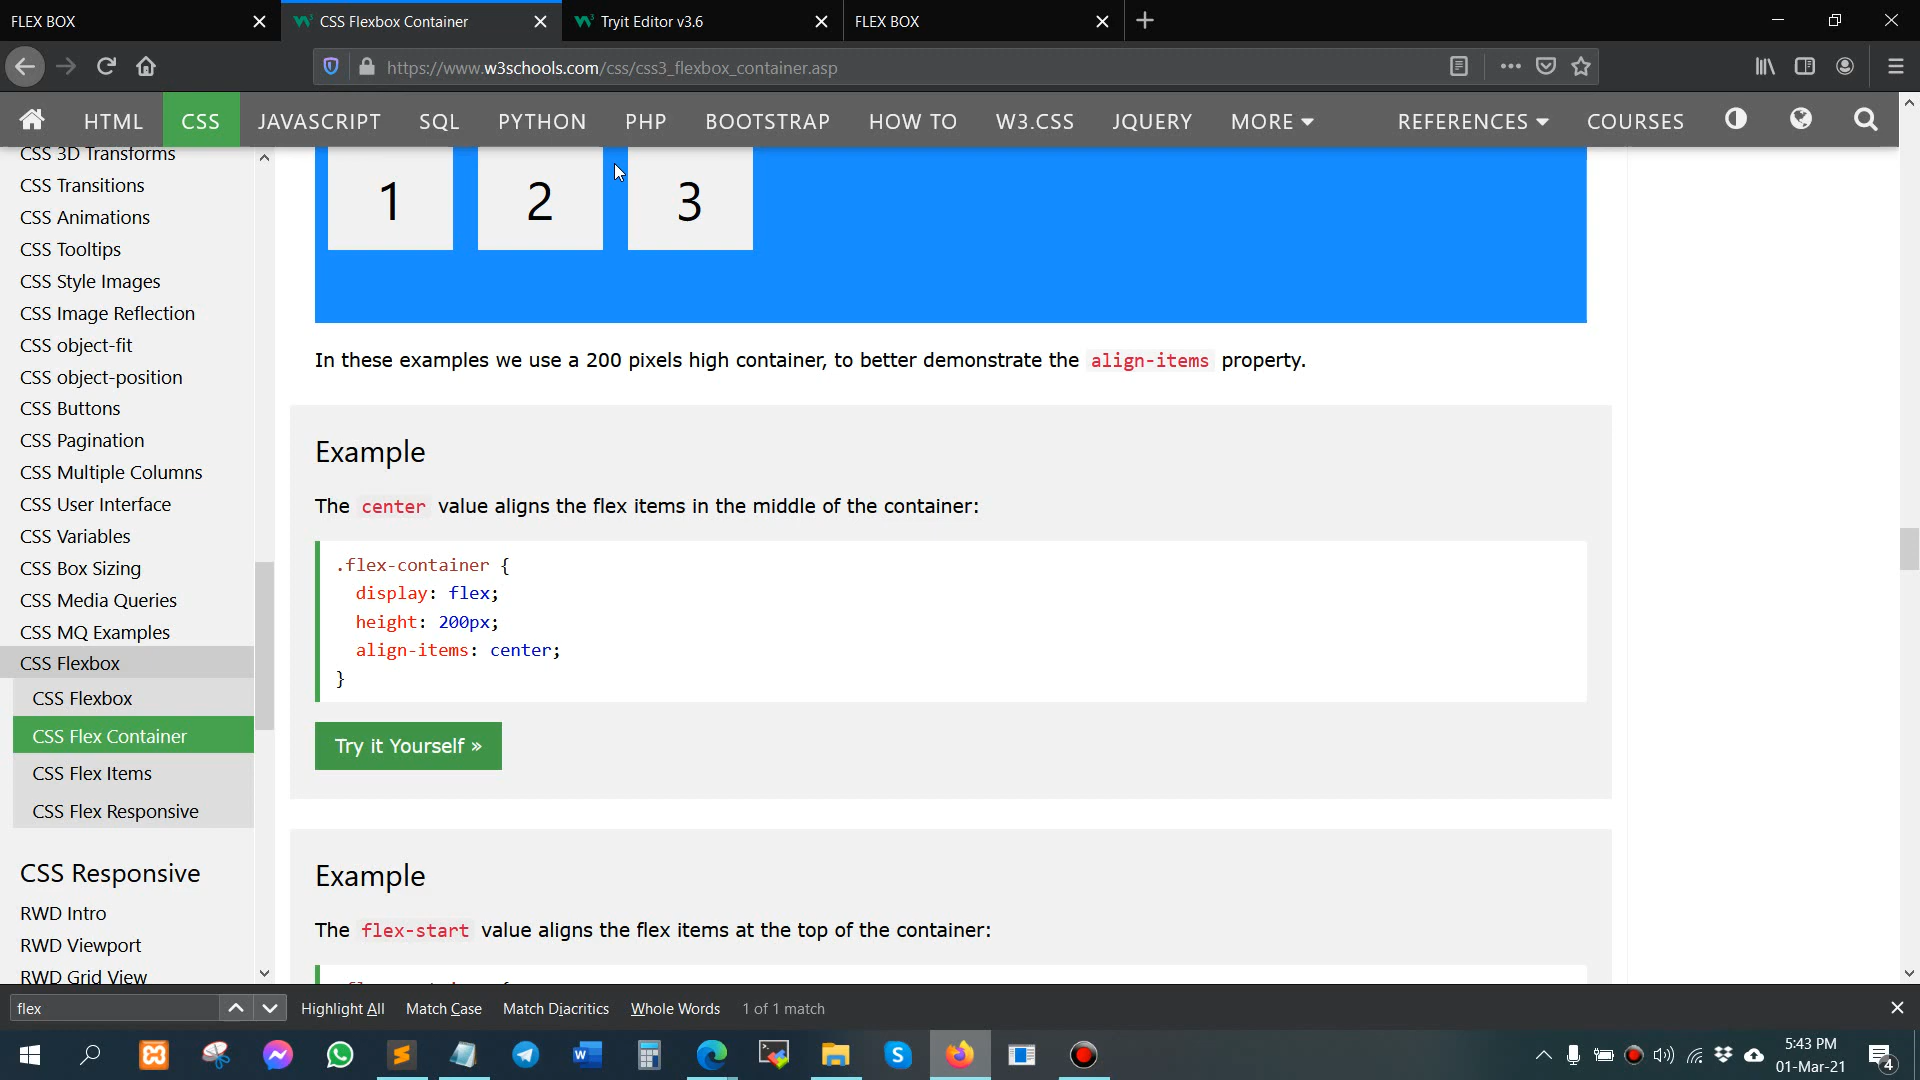 FLEX BOX
CSS Flexbox Container
Tryit Editor v3.6
FLEX BOX
https://www.w3schools.com/css/css3_flexbox_container.asp
HTML CSS JAVASCRIPT SQL PYTHON PHP BOOTSTRAP HOW TO W3.CSS JQUERY MORE REFERENCES COURSES
CSS 3D Transforms
CSS Transitions
CSS Animations
CSS Tooltips
CSS Style Images
CSS Image Reflection
CSS object-fit
CSS object-position
CSS Buttons
CSS Pagination
CSS Multiple Columns
CSS User Interface
CSS Variables
CSS Box Sizing
CSS Media Queries
CSS MQ Examples
CSS Flexbox
CSS Flexbox
CSS Flex Container
CSS Flex Items
CSS Flex Responsive
CSS Responsive
RWD Intro
RWD Viewport
RWD Grid View
1 2 3
In these examples we use a 200 pixels high container, to better demonstrate the align-items property.
Example
The center value aligns the flex items in the middle of the container:
.flex-container {
display: flex;
height: 200px;
align-items: center;
}
Try it Yourself »
Example
The flex-start value aligns the flex items at the top of the container:
flex Highlight All Match Case Match Diacritics Whole Words 1 of 1 match
5:43 PM
01-Mar-21
4